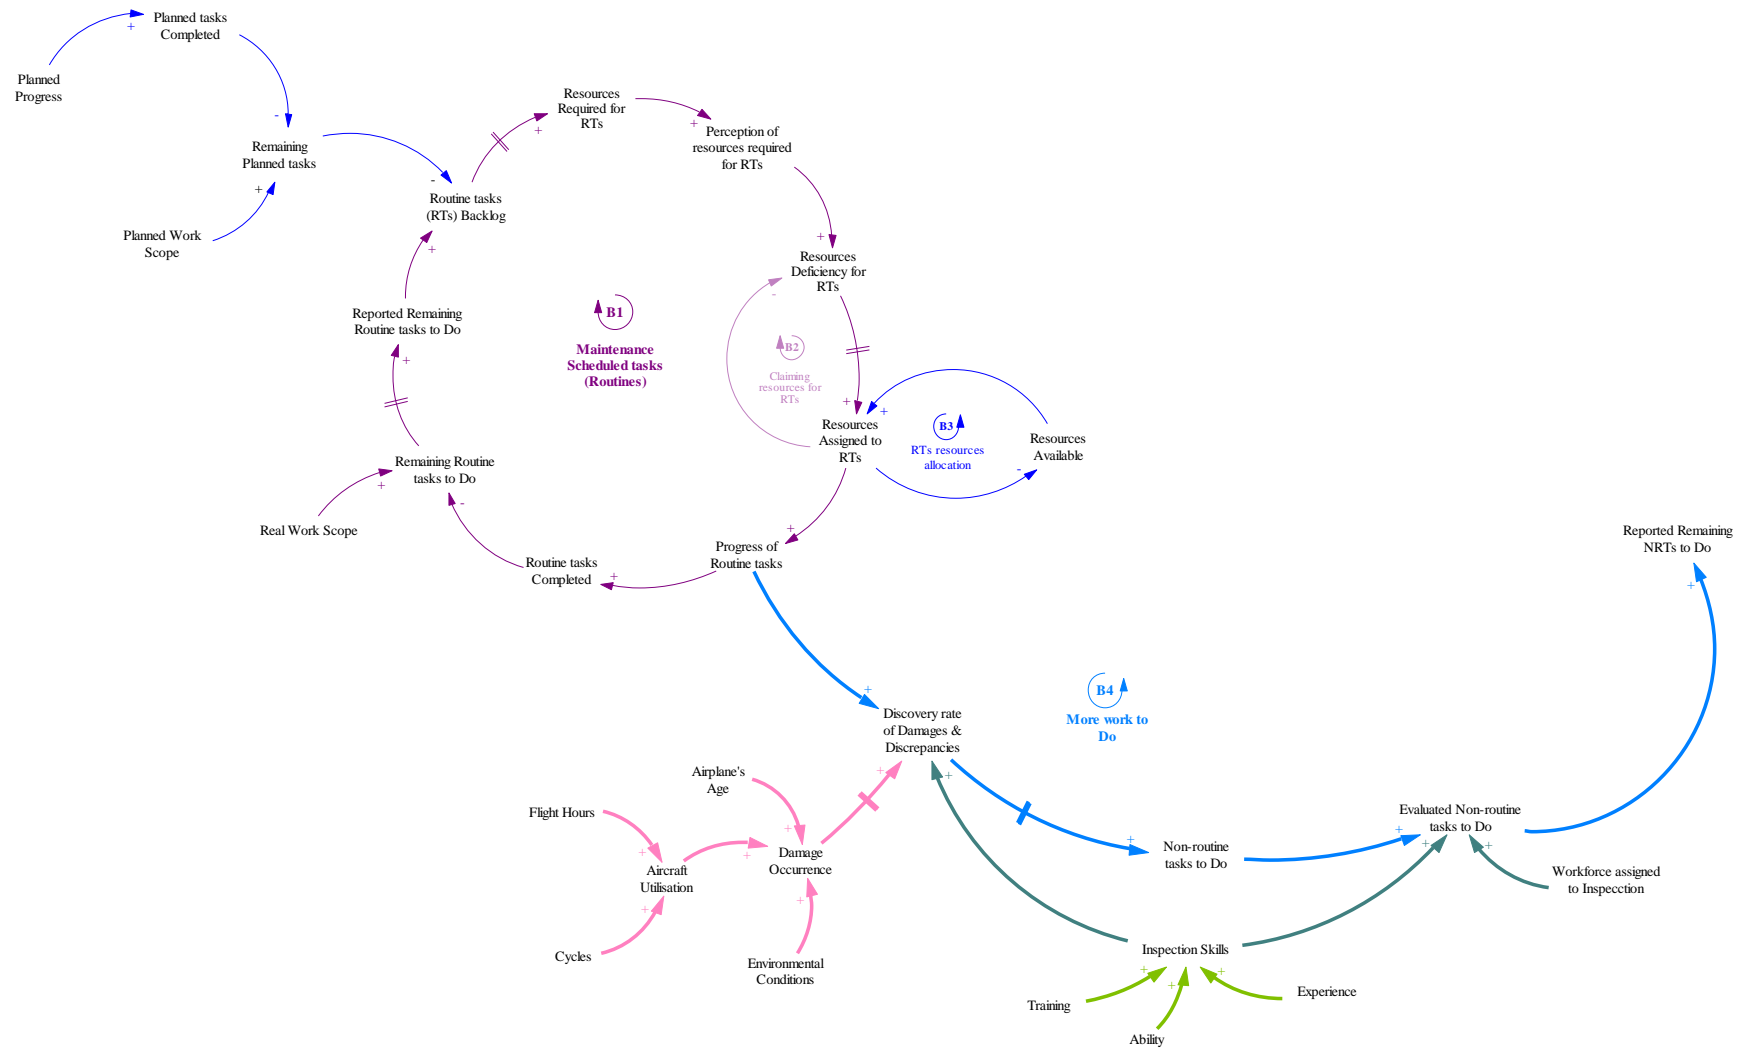 Planned tasks
Completed
Planned
Progress
Remaining
Planned tasks
Planned Work
Scope
Routine tasks
(RTs) Backlog
Resources
Required for
RTs
Perception of
resources required
for RTs
Resources
Deficiency for
RTs
Reported Remaining
Routine tasks to Do
B1
Maintenance
Scheduled tasks
(Routines)
B2
Claiming
resources for
RTs
Resources
Assigned to
RTs
B3
RTs resources
allocation
Resources
Available
Remaining Routine
tasks to Do
Real Work Scope
Routine tasks
Completed
Progress of
Routine tasks
Reported Remaining
NRTs to Do
B4
More work to
Do
Discovery rate
of Damages &
Discrepancies
Airplane's
Age
Flight Hours
Aircraft
Utilisation
Damage
Occurrence
Cycles
Environmental
Conditions
Non-routine
tasks to Do
Evaluated Non-routine
tasks to Do
Workforce assigned
to Inspecction
Inspection Skills
Training
Ability
Experience